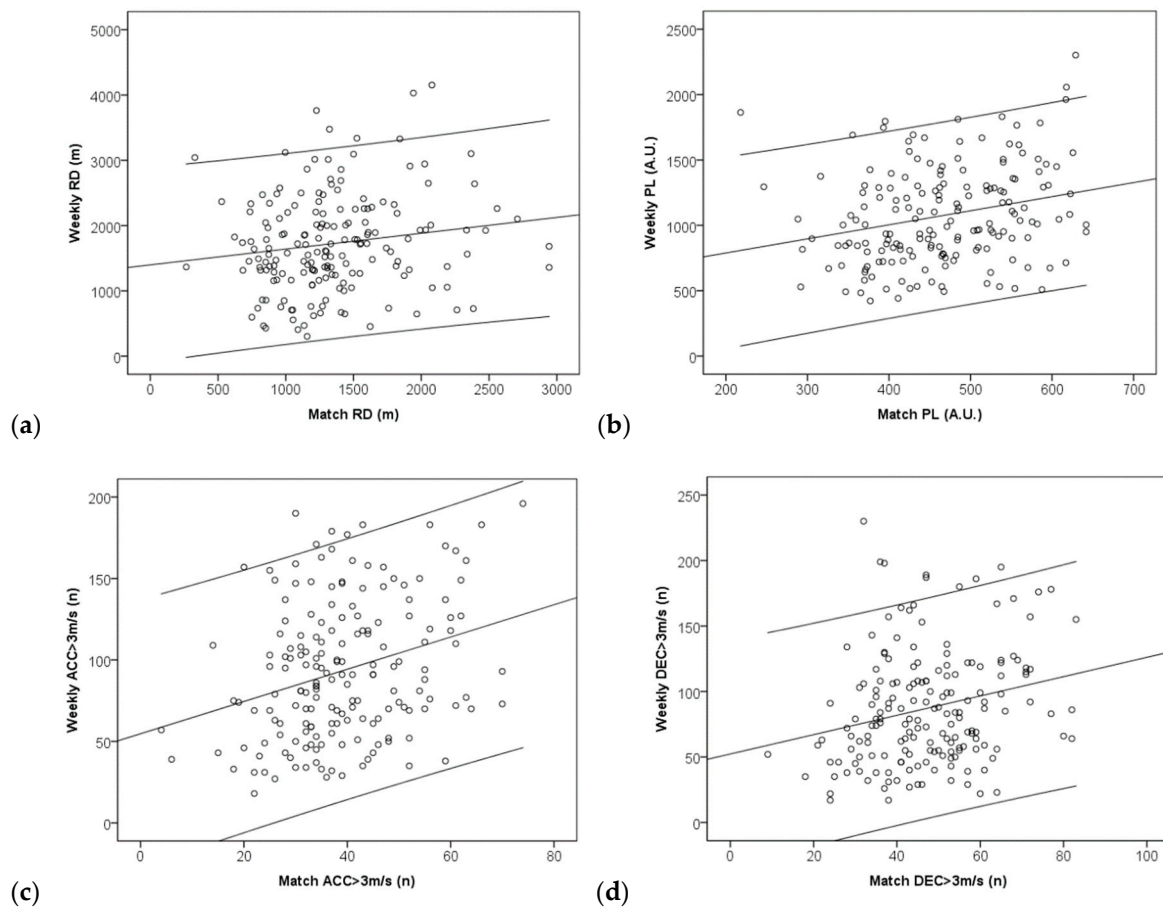 5000
4000
3000
2000
1000
0
Weekly RD (m)
0 500 1000 1500 2000 2500 3000
Match RD (m)
(a)
2500
2000
1500
1000
500
0
Weekly PL (A.U.)
200 300 400 500 600 700
Match PL (A.U.)
(b)
200
150
100
50
0
Weekly ACC>3m/s (n)
0 20 40 60 80
Match ACC>3m/s (n)
(c)
250
200
150
100
50
0
Weekly DEC>3m/s (n)
0 20 40 60 80 100
Match DEC>3m/s (n)
(d)